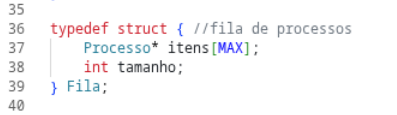 35
36 typedef struct { //fila de processos
37 Processo* itens[MAX];
38 int tamanho;
39 } Fila;
40